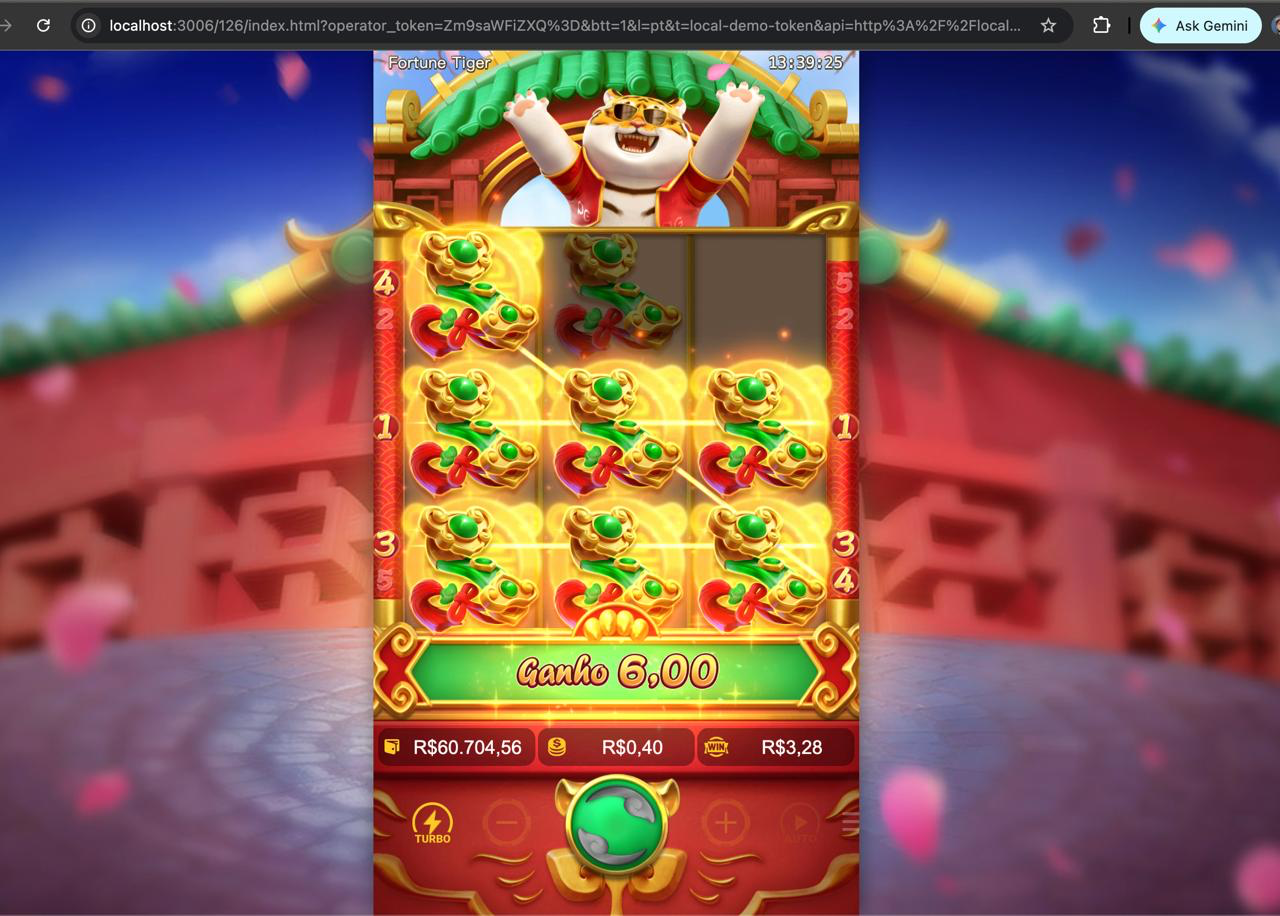 localhost:3006/126/index.html?operator_token=Zm9saWFiZXQ%3D&btt=1&l=pt&t=local-demo-token&api=http%3A%2F%2Flocal...
Ask Gemini
Fortune Tiger
13:39:25
4
5
2
2
1
1
3
3
5
4
Ganho 6,00
R$60.704,56
R$0,40
WIN
R$3,28
TURBO
AUTO